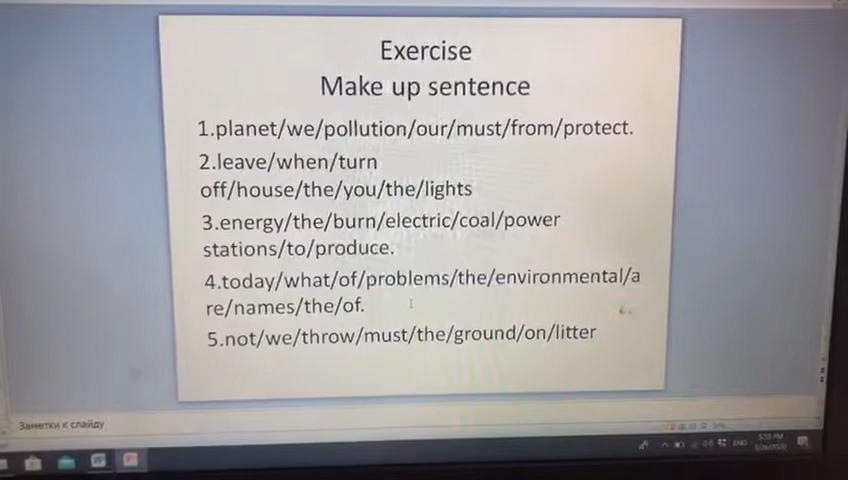 Exercise
Make up sentence
1.planet/we/pollution/our/must/from/protect.
2.leave/when/turn
off/house/the/you/the/lights
3.energy/the/burn/electric/coal/power
stations/to/produce.
4.today/what/of/problems/the/environmental/a
re/names/the/of.
5.not/we/throw/must/the/ground/on/litter
Заметки к слайду
ENG